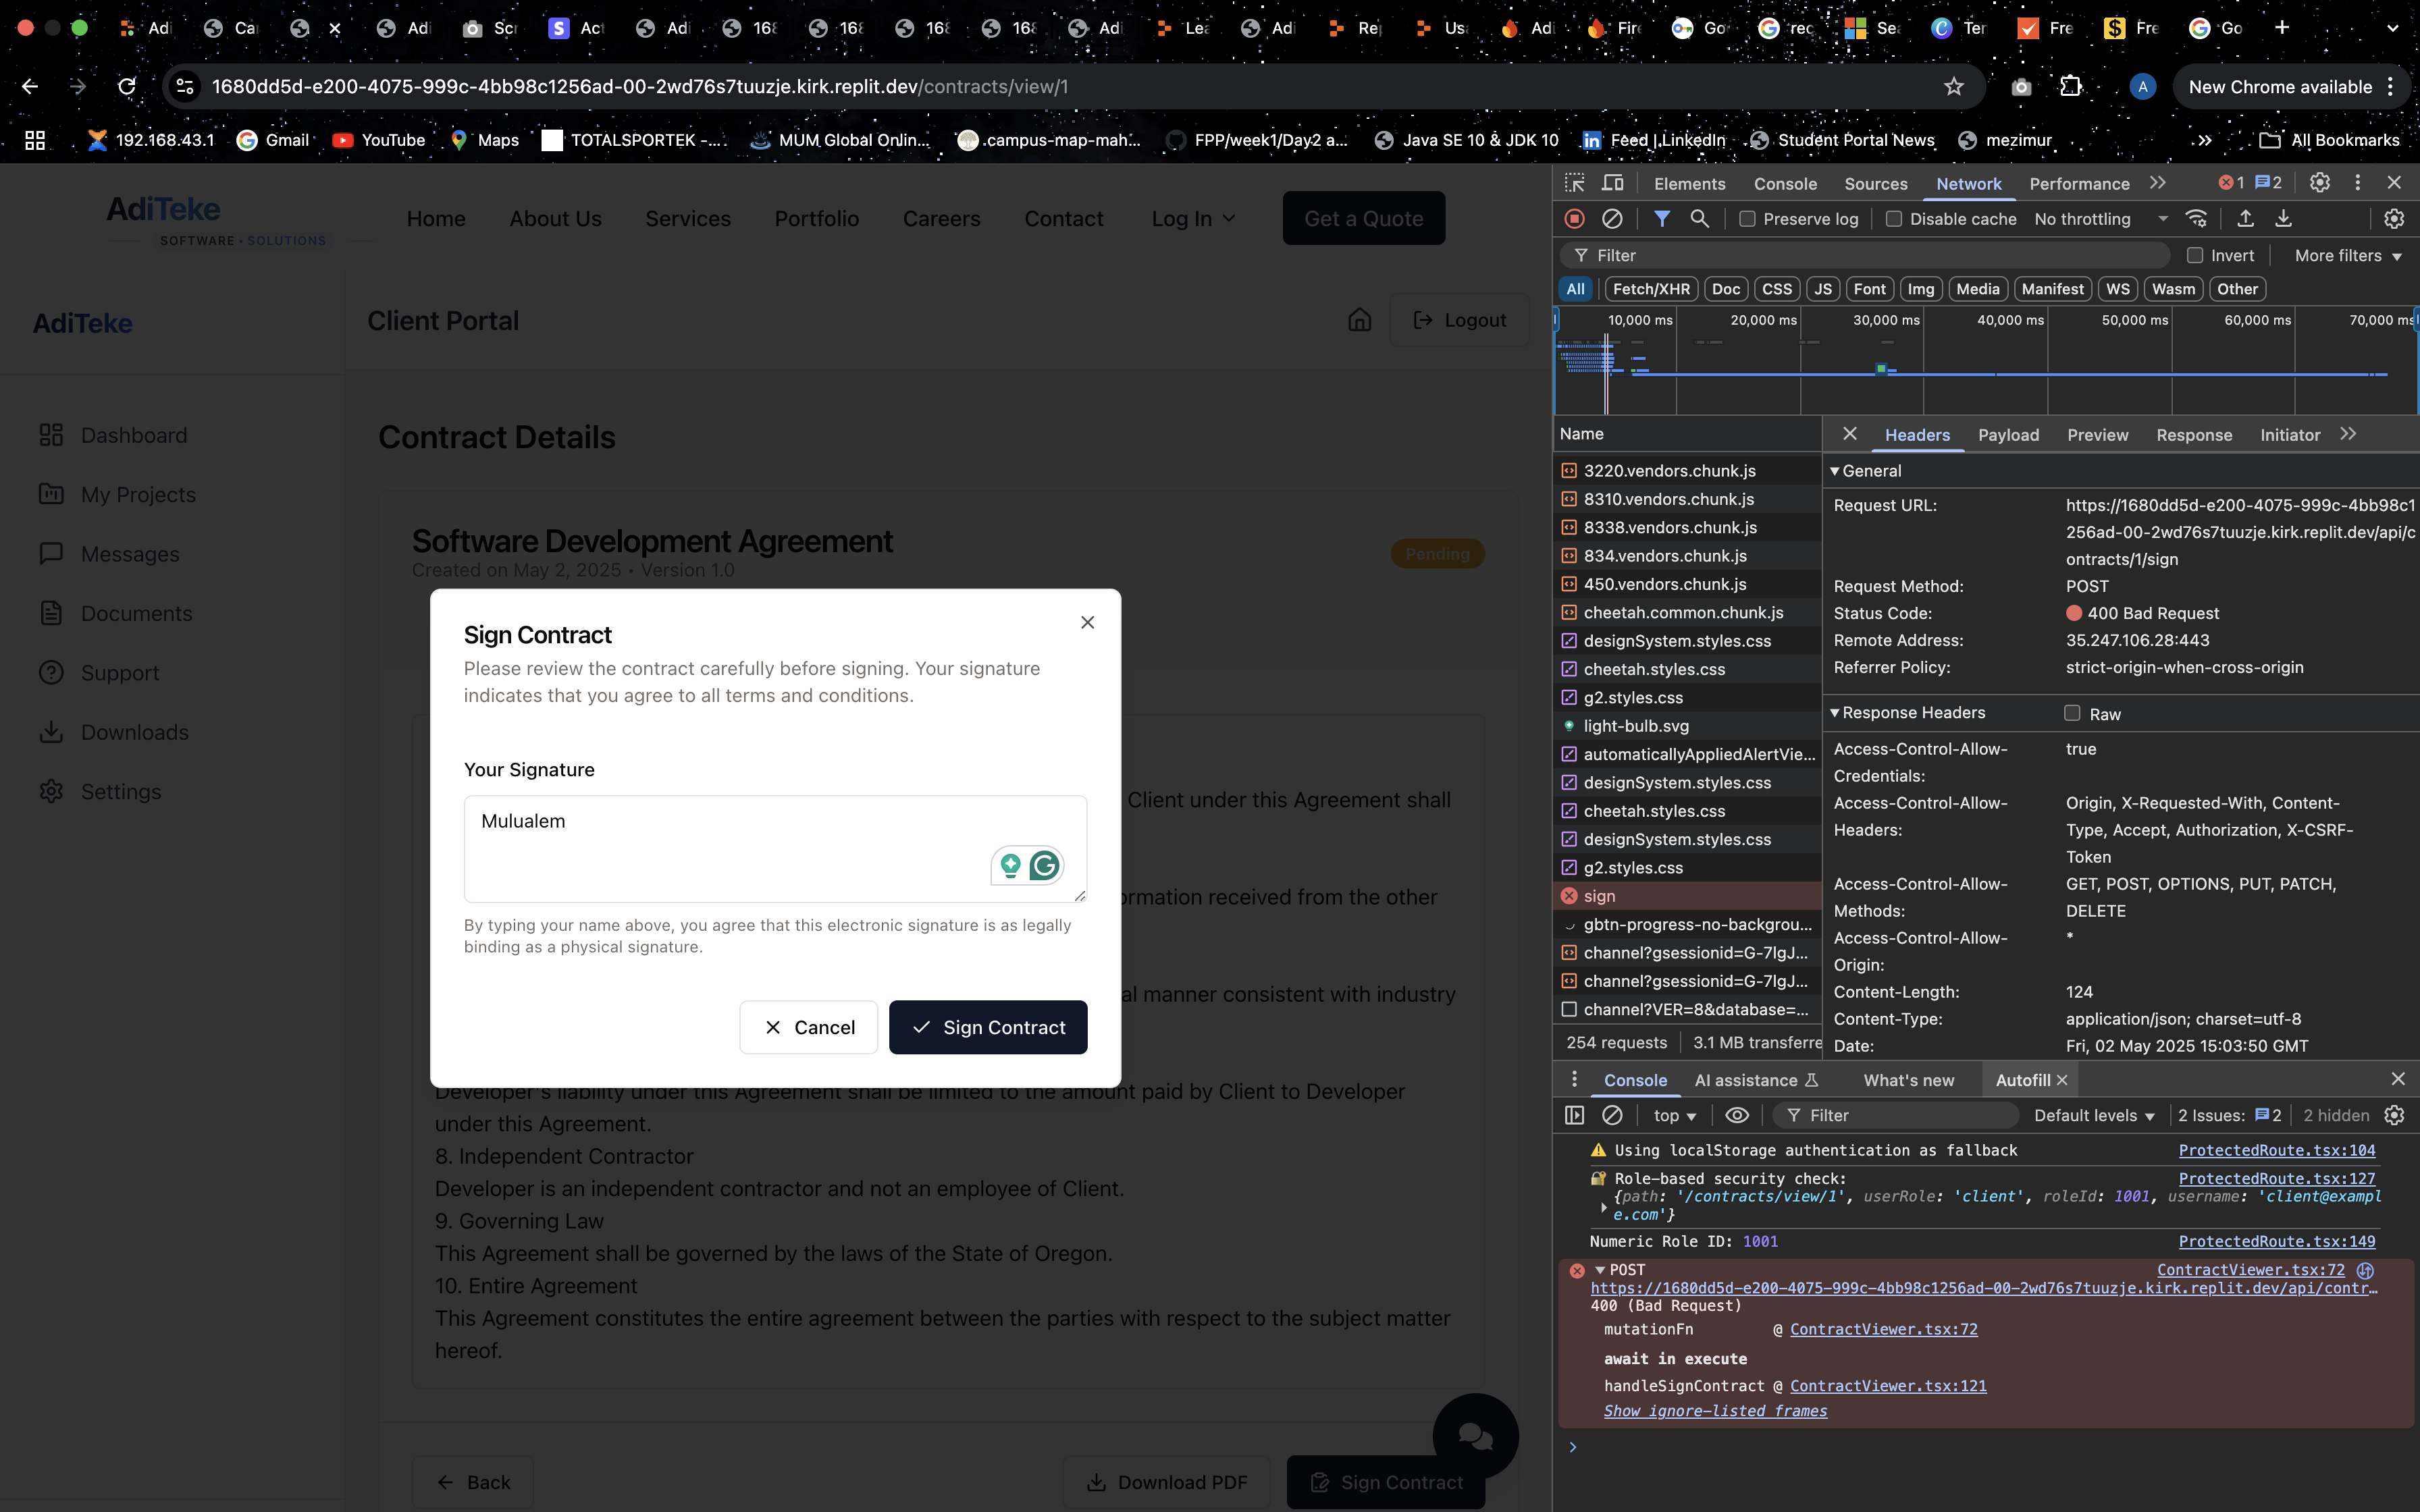 Adi
Ca
Adi
Scr
Act
Adi
168
168
168
168
Adi
Lea
Adi
Rep
Usa
Adi
Fire
Go
rec
Sea
Ter
Fre
Fre
Go
1680dd5d-e200-4075-999c-4bb98c1256ad-00-2wd76s7tuuzje.kirk.replit.dev/contracts/view/1
A
New Chrome available
192.168.43.1
Gmail
YouTube
Maps
TOTALSPORTEK -...
MUM Global Onlin...
campus-map-mah...
FPP/week1/Day2 a...
Java SE 10 & JDK 10
Feed | LinkedIn
Student Portal News
mezimur
All Bookmarks
AdiTeke
SOFTWARE • SOLUTIONS
Home
About Us
Services
Portfolio
Careers
Contact
Log In
Get a Quote
AdiTeke
Client Portal
Logout
Dashboard
My Projects
Messages
Documents
Support
Downloads
Settings
Contract Details
Software Development Agreement
Created on May 2, 2025 • Version 1.0
Pending
Sign Contract
Please review the contract carefully before signing. Your signature
indicates that you agree to all terms and conditions.
Your Signature
Mulualem
By typing your name above, you agree that this electronic signature is as legally
binding as a physical signature.
Cancel
Sign Contract
Client under this Agreement shall
ormation received from the other
al manner consistent with industry
Developer's liability under this Agreement shall be limited to the amount paid by Client to Developer
under this Agreement.
8. Independent Contractor
Developer is an independent contractor and not an employee of Client.
9. Governing Law
This Agreement shall be governed by the laws of the State of Oregon.
10. Entire Agreement
This Agreement constitutes the entire agreement between the parties with respect to the subject matter
hereof.
Back
Download PDF
Sign Contract
Elements
Console
Sources
Network
Performance
1
2
Preserve log
Disable cache
No throttling
Filter
Invert
More filters
All
Fetch/XHR
Doc
CSS
JS
Font
Img
Media
Manifest
WS
Wasm
Other
10,000 ms
20,000 ms
30,000 ms
40,000 ms
50,000 ms
60,000 ms
70,000 ms
Name
3220.vendors.chunk.js
8310.vendors.chunk.js
8338.vendors.chunk.js
834.vendors.chunk.js
450.vendors.chunk.js
cheetah.common.chunk.js
designSystem.styles.css
cheetah.styles.css
g2.styles.css
light-bulb.svg
automaticallyAppliedAlertVie...
designSystem.styles.css
cheetah.styles.css
designSystem.styles.css
g2.styles.css
sign
gbtn-progress-no-backgrou...
channel?gsessionid=G-7lgJ...
channel?gsessionid=G-7lgJ...
channel?VER=8&database=...
254 requests
3.1 MB transferre
Headers
Payload
Preview
Response
Initiator
General
Request URL:
https://1680dd5d-e200-4075-999c-4bb98c1
256ad-00-2wd76s7tuuzje.kirk.replit.dev/api/c
ontracts/1/sign
Request Method:
POST
Status Code:
400 Bad Request
Remote Address:
35.247.106.28:443
Referrer Policy:
strict-origin-when-cross-origin
Response Headers
Raw
Access-Control-Allow-
Credentials:
true
Access-Control-Allow-
Headers:
Origin, X-Requested-With, Content-
Type, Accept, Authorization, X-CSRF-
Token
Access-Control-Allow-
Methods:
GET, POST, OPTIONS, PUT, PATCH,
DELETE
Access-Control-Allow-
Origin:
*
Content-Length:
124
Content-Type:
application/json; charset=utf-8
Date:
Fri, 02 May 2025 15:03:50 GMT
Console
AI assistance
What's new
Autofill
top
Filter
Default levels
2 Issues:
2
2 hidden
Using localStorage authentication as fallback
ProtectedRoute.tsx:104
Role-based security check:
ProtectedRoute.tsx:127
{path: '/contracts/view/1', userRole: 'client', roleId: 1001, username: 'client@exampl
e.com'}
Numeric Role ID: 1001
ProtectedRoute.tsx:149
POST
ContractViewer.tsx:72
https://1680dd5d-e200-4075-999c-4bb98c1256ad-00-2wd76s7tuuzje.kirk.replit.dev/api/contr…
400 (Bad Request)
mutationFn @ ContractViewer.tsx:72
await in execute
handleSignContract @ ContractViewer.tsx:121
Show ignore-listed frames